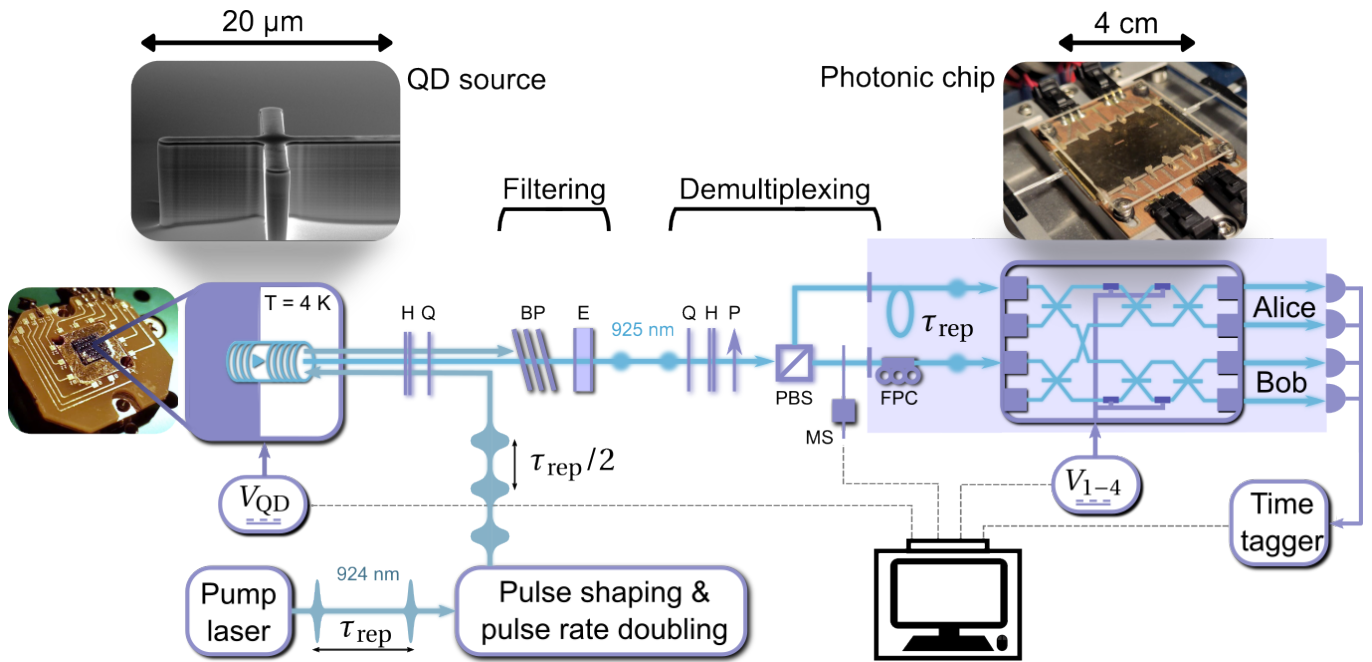 20 µm
4 cm
QD source
Photonic chip
Filtering
Demultiplexing
T = 4 K
H Q
BP
E
925 nm
Q H P
τrep
Alice
Bob
PBS
FPC
MS
τrep/2
VQD
V1−4
Time
tagger
924 nm
Pump
laser
τrep
Pulse shaping &
pulse rate doubling